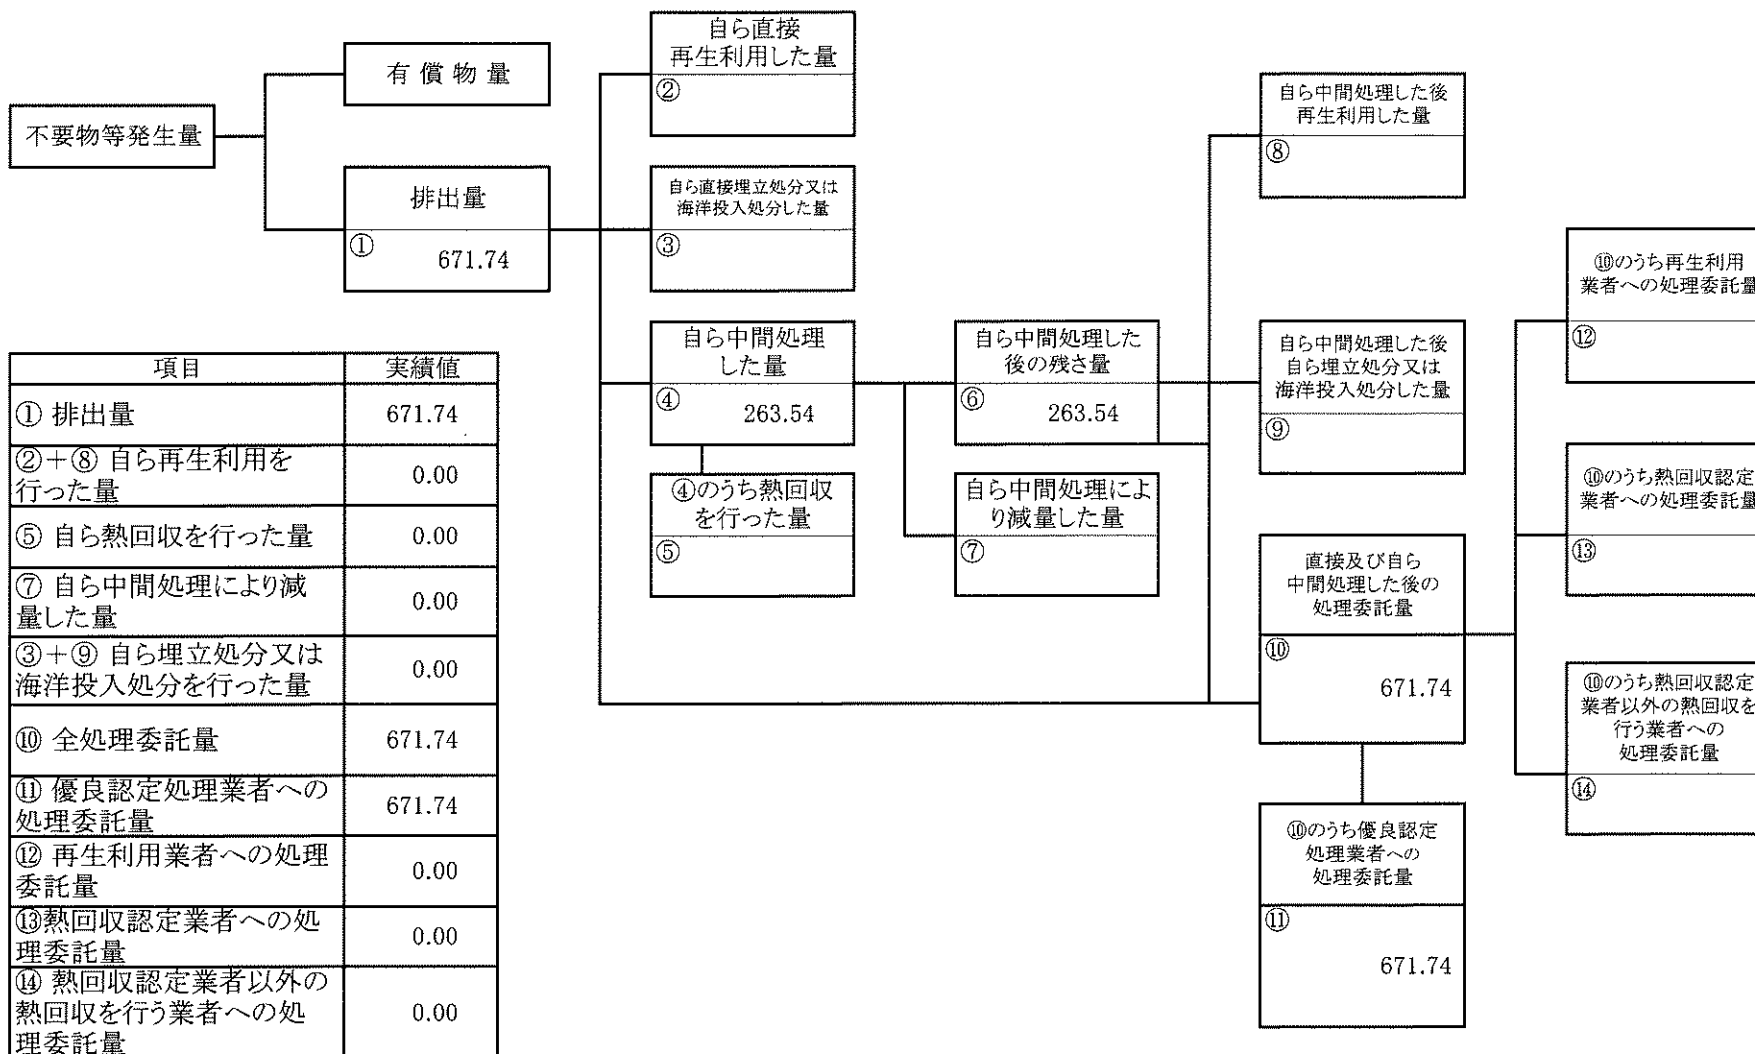 不要物等発生量
有償物量
排出量
①
671.74
自ら直接
再生利用した量
②
自ら直接埋立処分又は
海洋投入処分した量
③
自ら中間処理
した量
④
263.54
④のうち熱回収
を行った量
⑤
自ら中間処理した
後の残さ量
⑥
263.54
自ら中間処理によ
り減量した量
⑦
自ら中間処理した後
再生利用した量
⑧
自ら中間処理した後
自ら埋立処分又は
海洋投入処分した量
⑨
直接及び自ら
中間処理した後の
処理委託量
⑩
671.74
⑩のうち優良認定
処理業者への
処理委託量
⑪
671.74
⑩のうち再生利用
業者への処理委託量
⑫
⑩のうち熱回収認定
業者への処理委託量
⑬
⑩のうち熱回収認定
業者以外の熱回収を
行う業者への
処理委託量
⑭
項目 実績値
① 排出量 671.74
②+⑧ 自ら再生利用を
行った量 0.00
⑤ 自ら熱回収を行った量 0.00
⑦ 自ら中間処理により減
量した量 0.00
③+⑨ 自ら埋立処分又は
海洋投入処分を行った量 0.00
⑩ 全処理委託量 671.74
⑪ 優良認定処理業者への
処理委託量 671.74
⑫ 再生利用業者への処理
委託量 0.00
⑬熱回収認定業者への処
理委託量 0.00
⑭ 熱回収認定業者以外の
熱回収を行う業者への処
理委託量 0.00